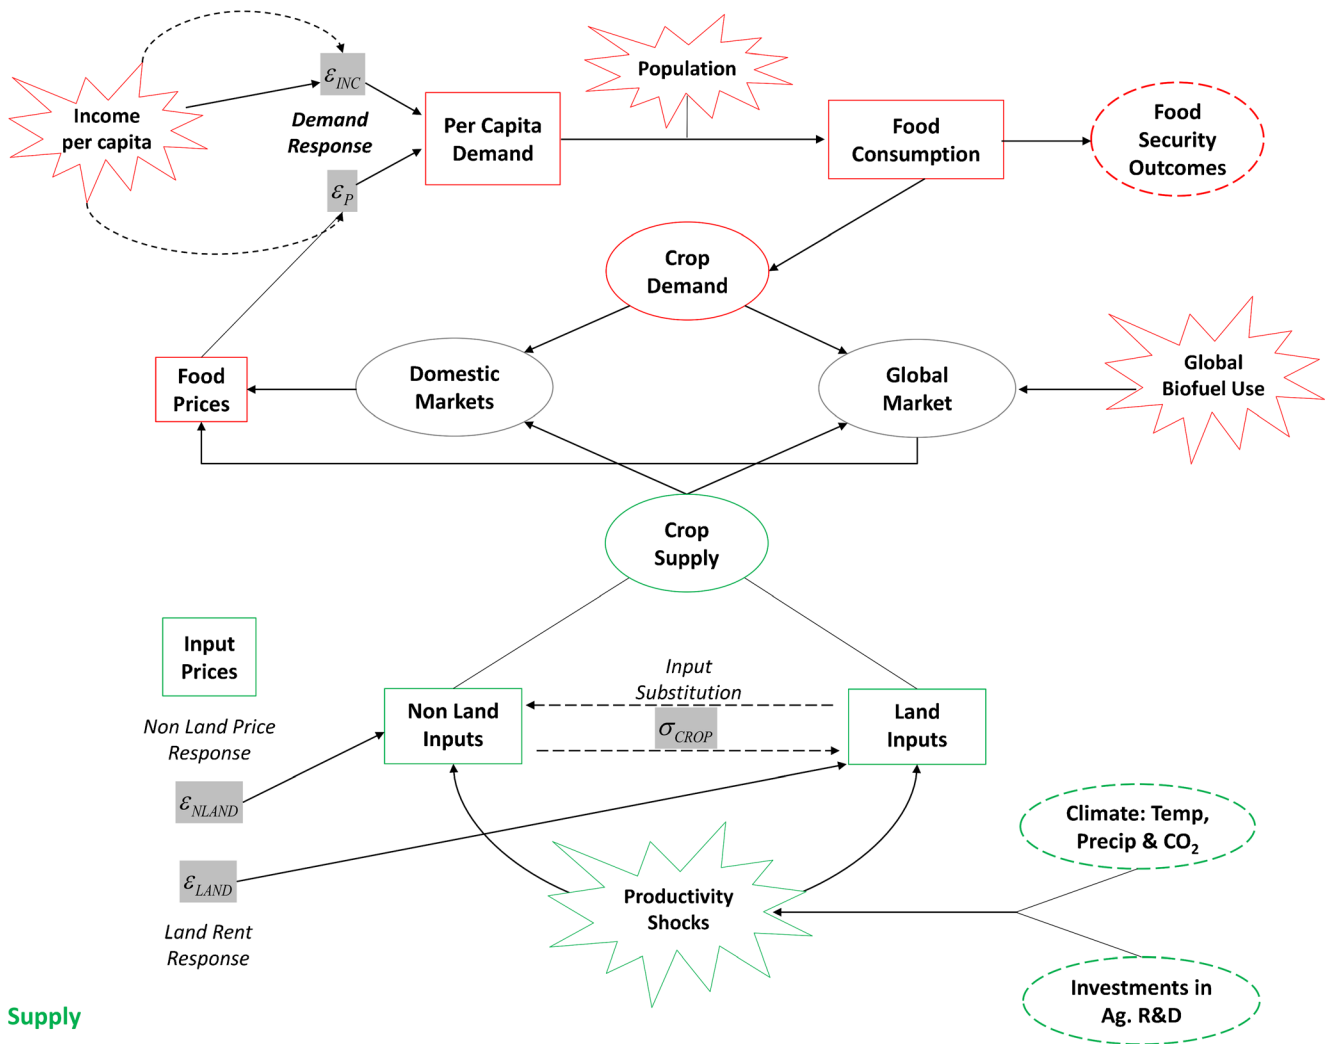 Income
per capita
ε_INC
Demand
Response
ε_P
Per Capita
Demand
Population
Food
Consumption
Food
Security
Outcomes
Crop
Demand
Food
Prices
Domestic
Markets
Global
Market
Global
Biofuel Use
Crop
Supply
Input
Prices
Non Land Price
Response
ε_NLAND
Non Land
Inputs
Input
Substitution
σ_CROP
Land
Inputs
ε_LAND
Land Rent
Response
Productivity
Shocks
Climate: Temp,
Precip & CO₂
Investments in
Ag. R&D
Supply